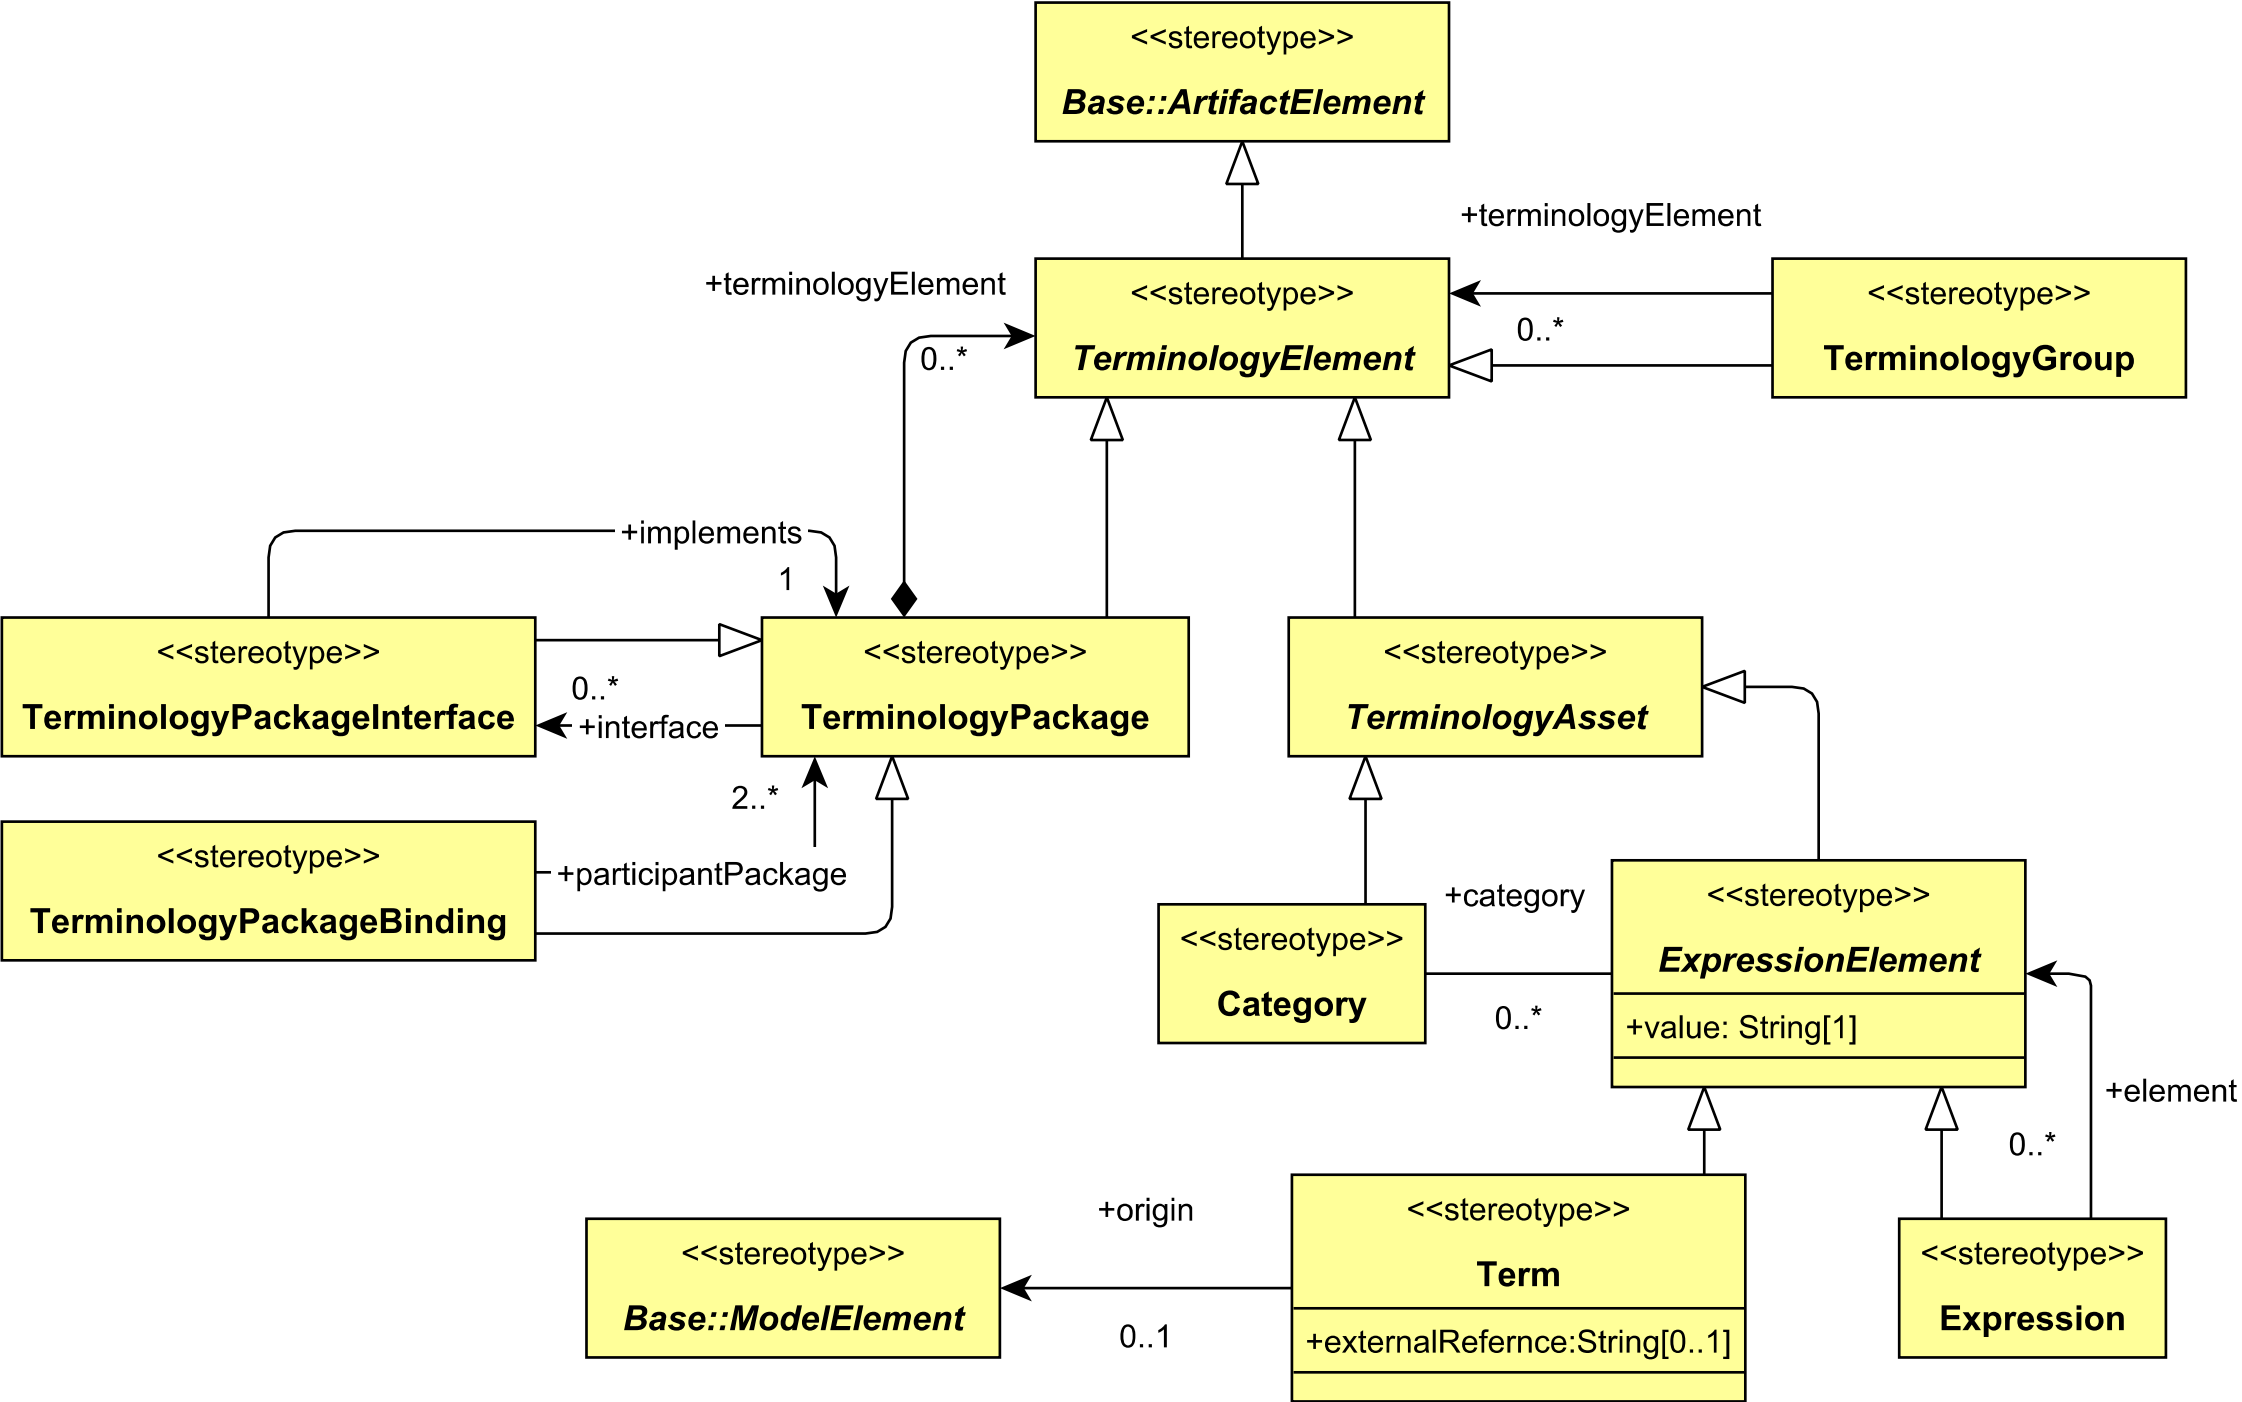 <<stereotype>>
Base::ArtifactElement
+terminologyElement
+terminologyElement
<<stereotype>>
TerminologyElement
<<stereotype>>
TerminologyGroup
0..*
0..*
+implements
1
<<stereotype>>
TerminologyPackageInterface
0..*
+interface
<<stereotype>>
TerminologyPackage
<<stereotype>>
TerminologyAsset
2..*
<<stereotype>>
TerminologyPackageBinding
+participantPackage
+category
<<stereotype>>
Category
0..*
<<stereotype>>
ExpressionElement
+value: String[1]
+element
0..*
+origin
<<stereotype>>
Base::ModelElement
0..1
<<stereotype>>
Term
+externalRefernce:String[0..1]
<<stereotype>>
Expression